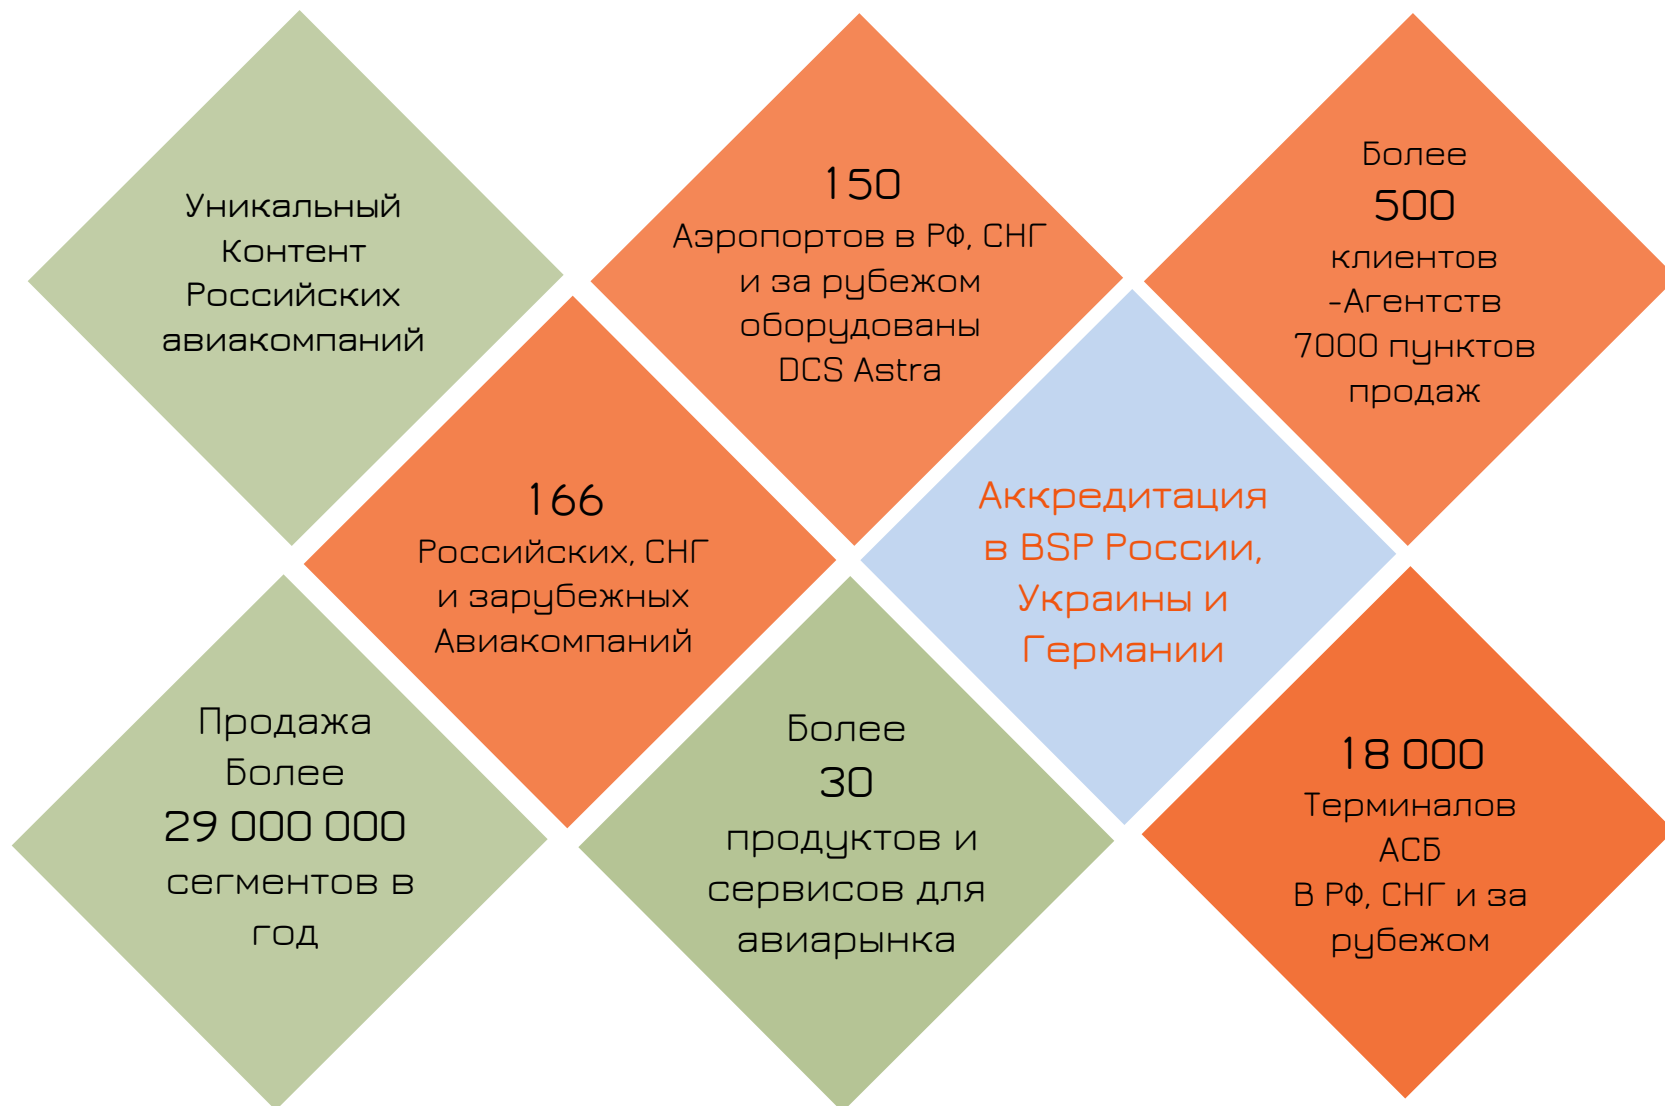 Уникальный
Контент
Российских
авиакомпаний
150
Аэропортов в РФ, СНГ
и за рубежом
оборудованы
DCS Astra
Более
500
клиентов
-Агентств
7000 пунктов
продаж
166
Российских, СНГ
и зарубежных
Авиакомпаний
Аккредитация
в BSP России,
Украины и
Германии
Продажа
Более
29 000 000
сегментов в
год
Более
30
продуктов и
сервисов для
авиарынка
18 000
Терминалов
АСБ
В РФ, СНГ и за
рубежом